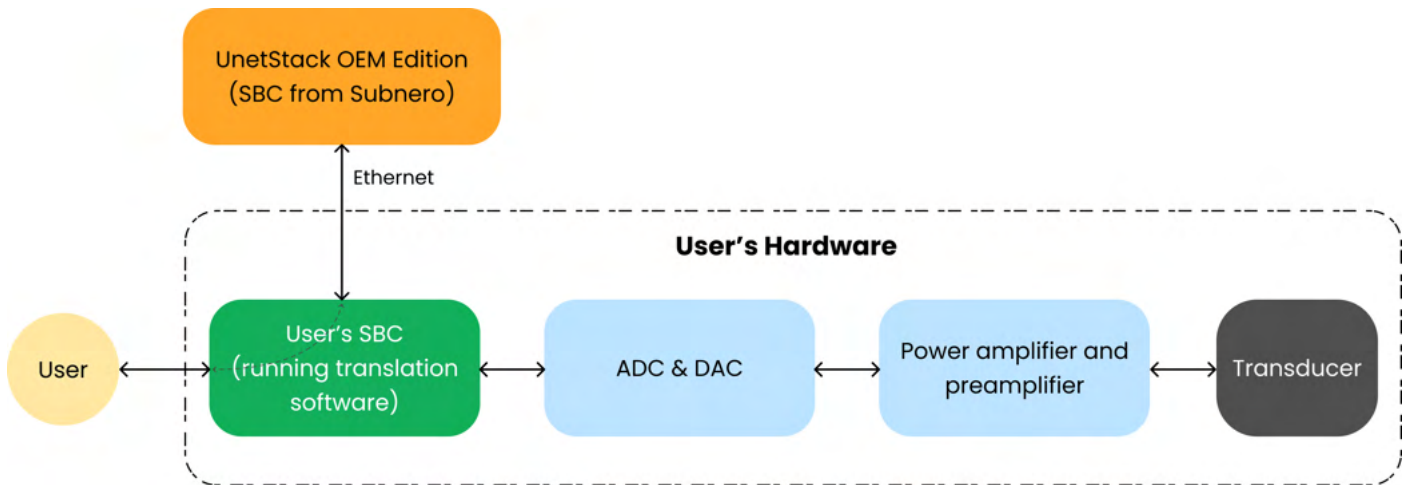 UnetStack OEM Edition
(SBC from Subnero)
Ethernet
User’s Hardware
User
User’s SBC
(running translation
software)
ADC & DAC
Power amplifier and
preamplifier
Transducer